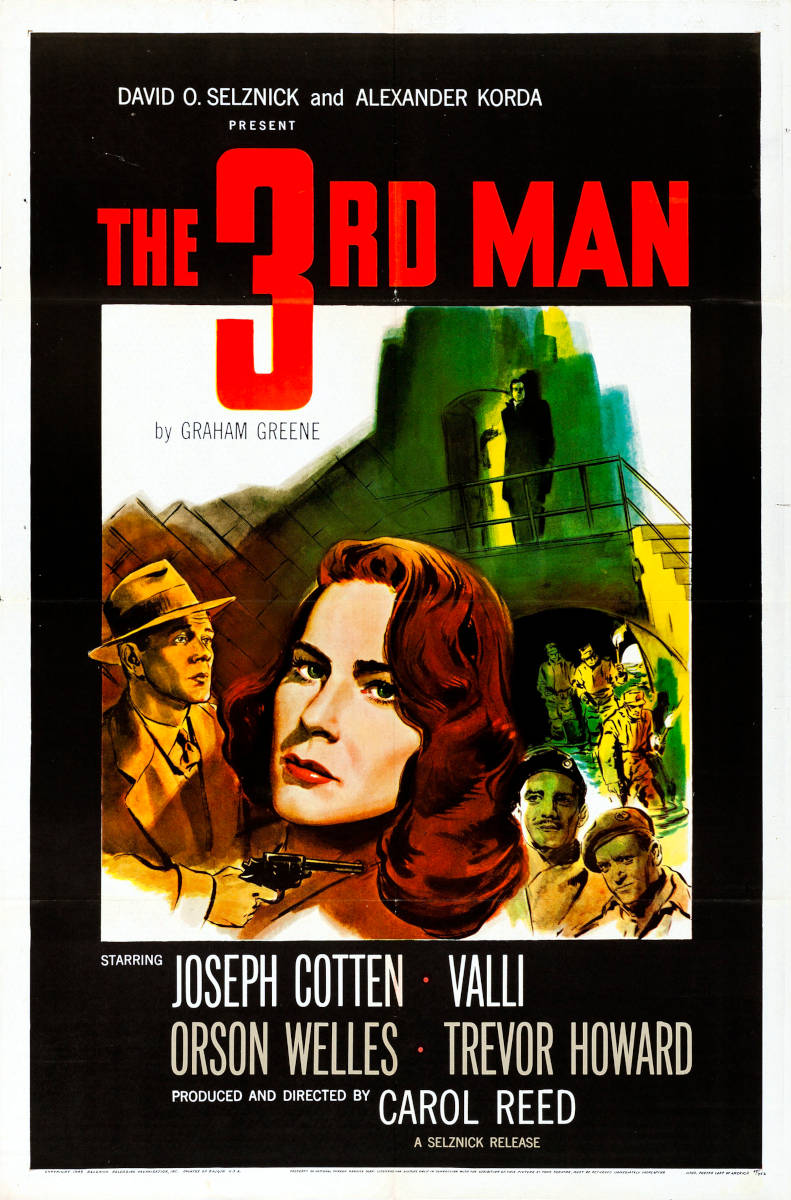 DAVID O. SELZNICK and ALEXANDER KORDA
PRESENT
THE 3RD MAN
by GRAHAM GREENE
STARRING JOSEPH COTTEN · VALLI
ORSON WELLES · TREVOR HOWARD
PRODUCED AND DIRECTED BY CAROL REED
A SELZNICK RELEASE